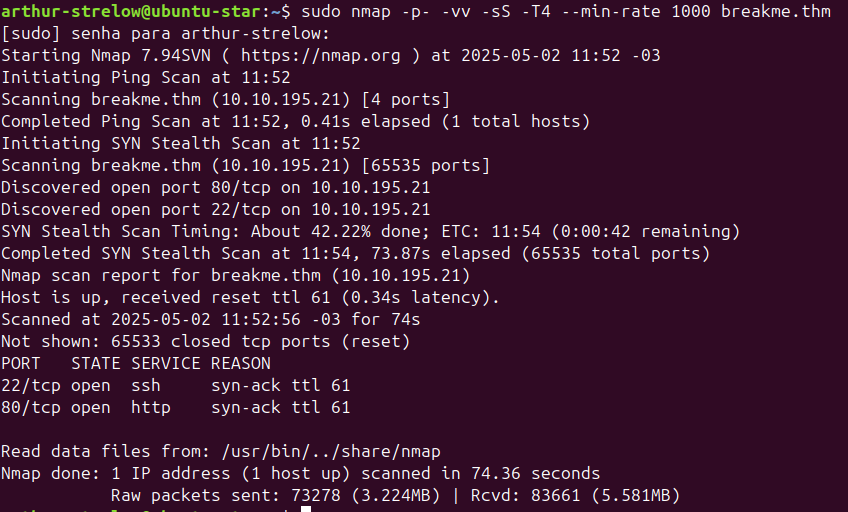 arthur-strelow@ubuntu-star:~$ sudo nmap -p- -vv -sS -T4 --min-rate 1000 breakme.thm
[sudo] senha para arthur-strelow:
Starting Nmap 7.94SVN ( https://nmap.org ) at 2025-05-02 11:52 -03
Initiating Ping Scan at 11:52
Scanning breakme.thm (10.10.195.21) [4 ports]
Completed Ping Scan at 11:52, 0.41s elapsed (1 total hosts)
Initiating SYN Stealth Scan at 11:52
Scanning breakme.thm (10.10.195.21) [65535 ports]
Discovered open port 80/tcp on 10.10.195.21
Discovered open port 22/tcp on 10.10.195.21
SYN Stealth Scan Timing: About 42.22% done; ETC: 11:54 (0:00:42 remaining)
Completed SYN Stealth Scan at 11:54, 73.87s elapsed (65535 total ports)
Nmap scan report for breakme.thm (10.10.195.21)
Host is up, received reset ttl 61 (0.34s latency).
Scanned at 2025-05-02 11:52:56 -03 for 74s
Not shown: 65533 closed tcp ports (reset)
PORT   STATE SERVICE REASON
22/tcp open  ssh     syn-ack ttl 61
80/tcp open  http    syn-ack ttl 61
Read data files from: /usr/bin/../share/nmap
Nmap done: 1 IP address (1 host up) scanned in 74.36 seconds
           Raw packets sent: 73278 (3.224MB) | Rcvd: 83661 (5.581MB)